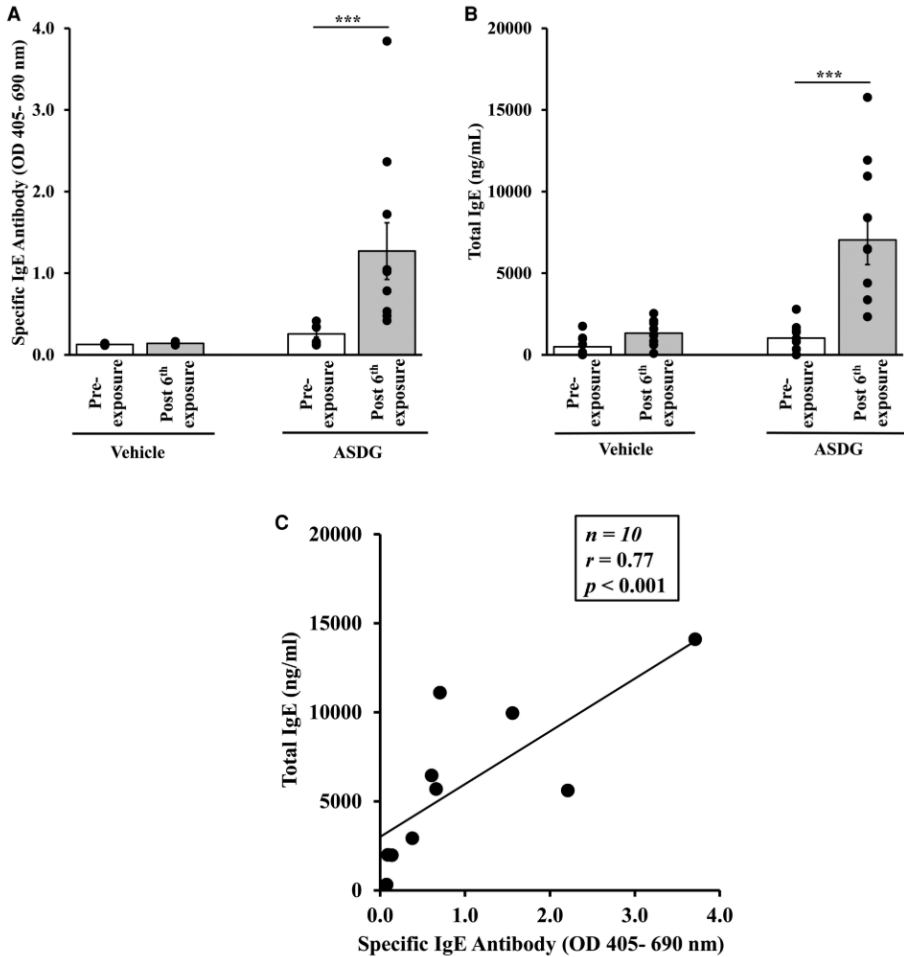 A
Specific IgE Antibody (OD 405- 690 nm)
4.0
3.0
2.0
1.0
0.0
***
Pre-
exposure
Post 6th
exposure
Pre-
exposure
Post 6th
exposure
Vehicle
ASDG
B
Total IgE (ng/mL)
20000
15000
10000
5000
0
***
Pre-
exposure
Post 6th
exposure
Pre-
exposure
Post 6th
exposure
Vehicle
ASDG
C
Total IgE (ng/ml)
20000
15000
10000
5000
0
n = 10
r = 0.77
p < 0.001
0.0 1.0 2.0 3.0 4.0
Specific IgE Antibody (OD 405- 690 nm)